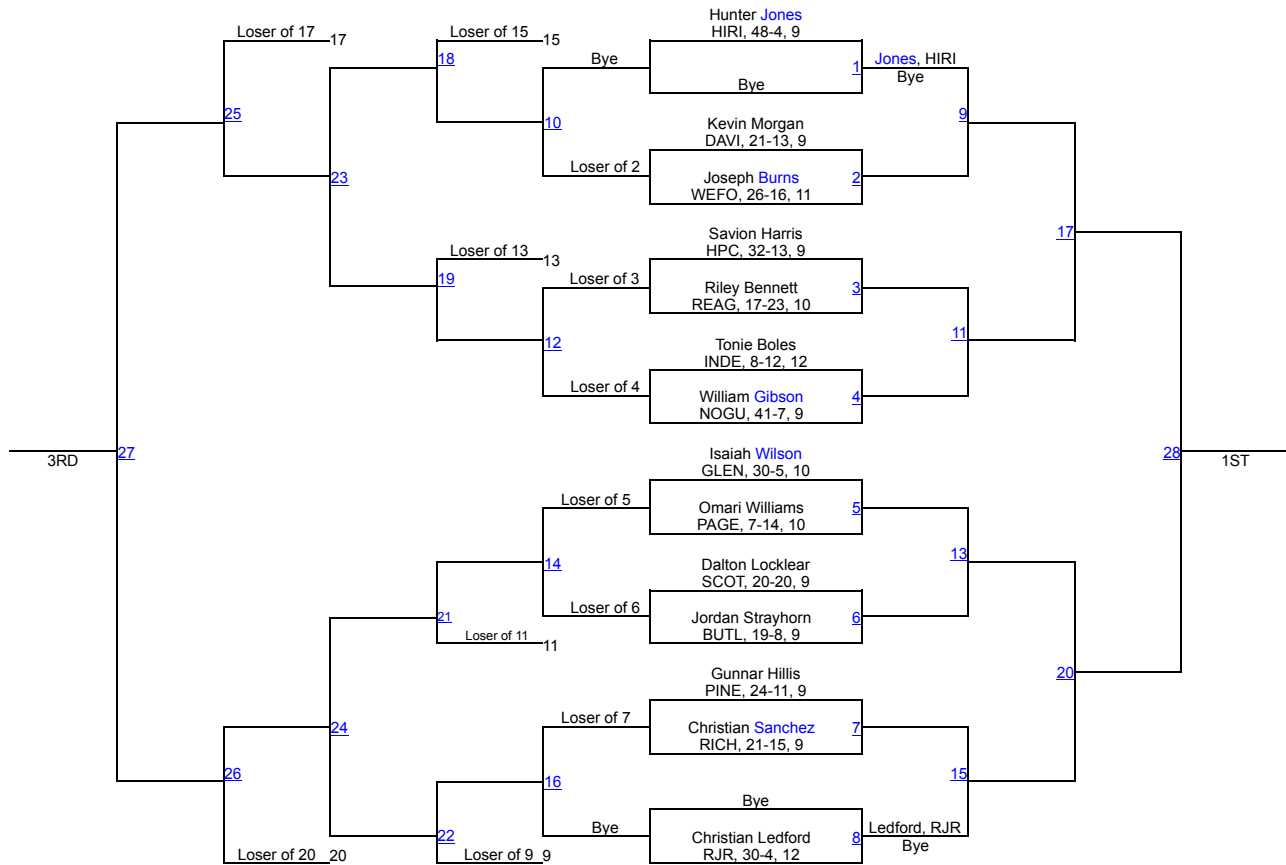 Hunter Jones
HIRI, 48-4, 9
Loser of 17
17
Loser of 15
15
18
Bye
1
Jones, HIRI
Bye
Bye
25
10
Kevin Morgan
DAVI, 21-13, 9
9
23
Loser of 2
Joseph Burns
WEFO, 26-16, 11
2
Savion Harris
HPC, 32-13, 9
17
Loser of 13
13
19
Loser of 3
Riley Bennett
REAG, 17-23, 10
3
12
Tonie Boles
INDE, 8-12, 12
11
Loser of 4
William Gibson
NOGU, 41-7, 9
4
3RD
27
Isaiah Wilson
GLEN, 30-5, 10
28
1ST
Loser of 5
Omari Williams
PAGE, 7-14, 10
5
14
Dalton Locklear
SCOT, 20-20, 9
13
21
Loser of 6
Jordan Strayhorn
BUTL, 19-8, 9
6
Loser of 11
11
Gunnar Hillis
PINE, 24-11, 9
20
24
Loser of 7
Christian Sanchez
RICH, 21-15, 9
7
26
16
15
Bye
22
Bye
Christian Ledford
RJR, 30-4, 12
8
Ledford, RJR
Bye
Loser of 20
20
Loser of 9
9